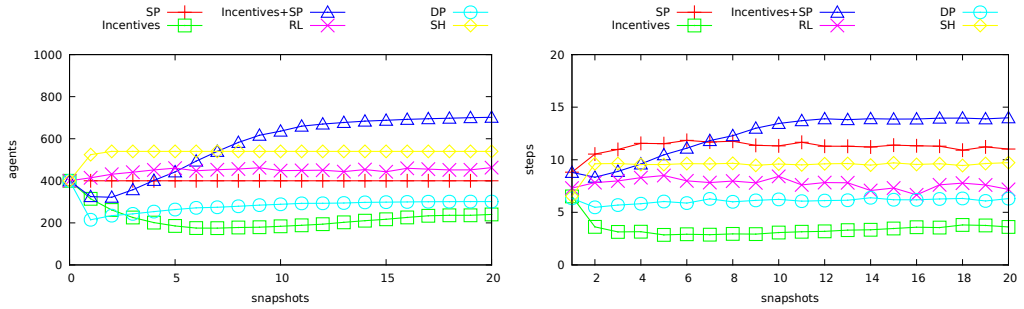 SP Incentives+SP DP
Incentives RL SH
1000
800
600
400
200
0
agents
0 5 10 15 20
snapshots
SP Incentives+SP DP
Incentives RL SH
20
15
10
5
0
steps
2 4 6 8 10 12 14 16 18 20
snapshots